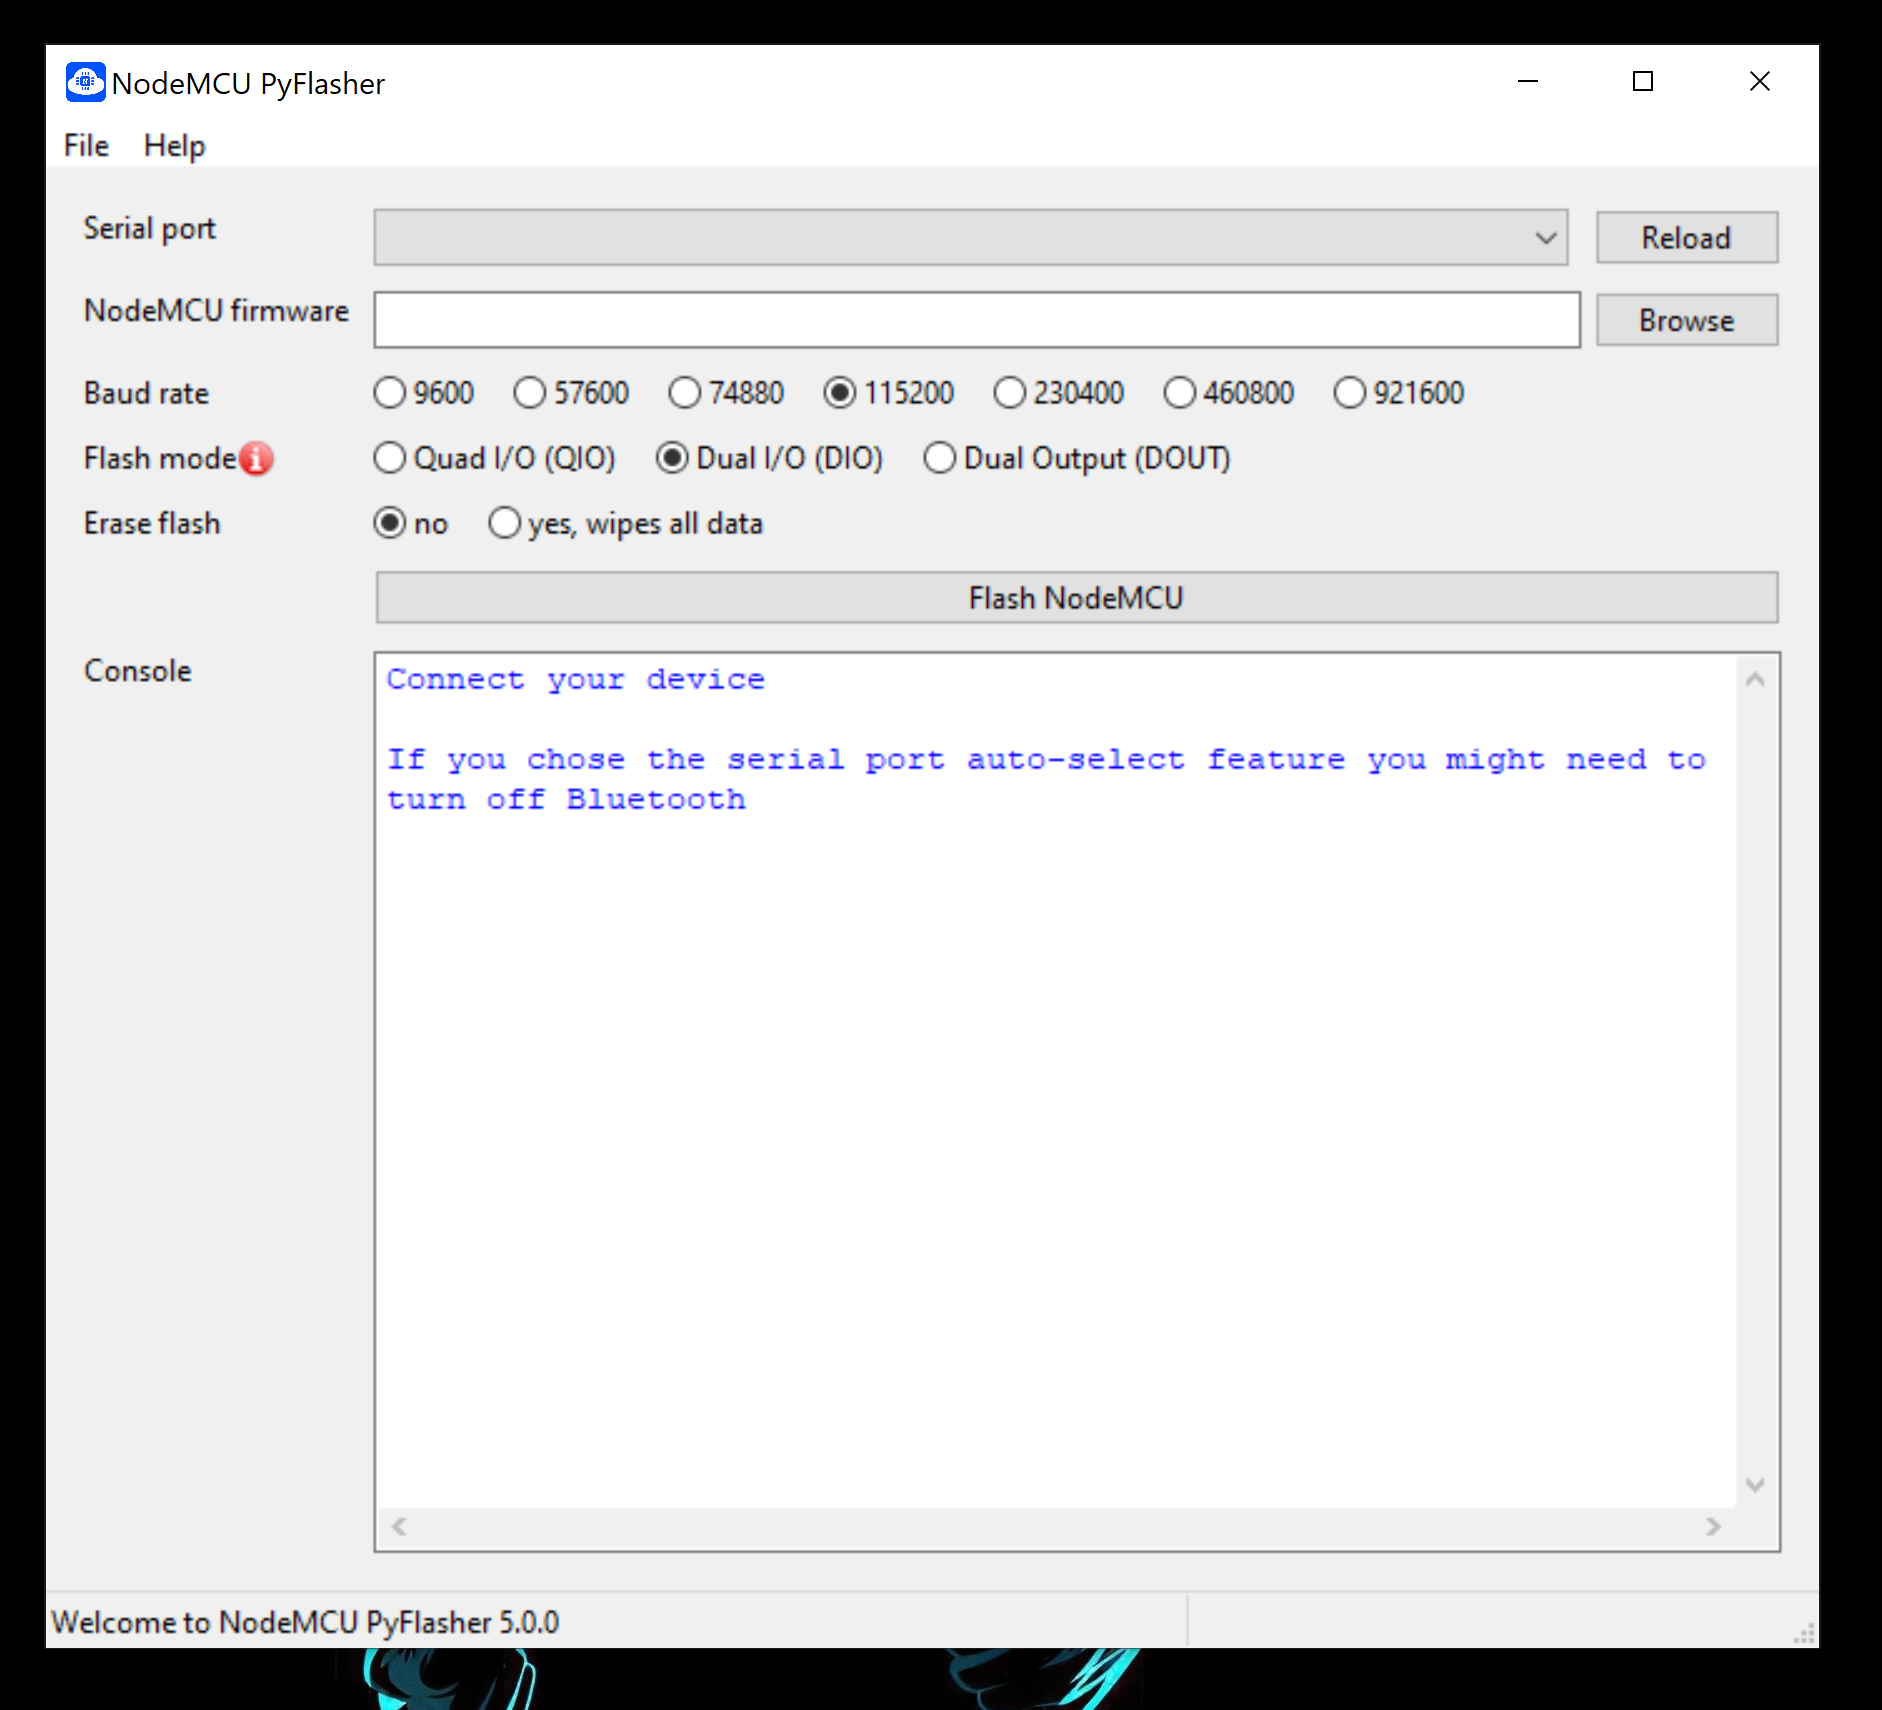 NodeMCU PyFlasher
File Help
Serial port Reload
NodeMCU firmware Browse
Baud rate 9600 57600 74880 115200 230400 460800 921600
Flash mode Quad I/O (QIO) Dual I/O (DIO) Dual Output (DOUT)
Erase flash no yes, wipes all data
Flash NodeMCU
Console
Connect your device
If you chose the serial port auto-select feature you might need to
turn off Bluetooth
Welcome to NodeMCU PyFlasher 5.0.0